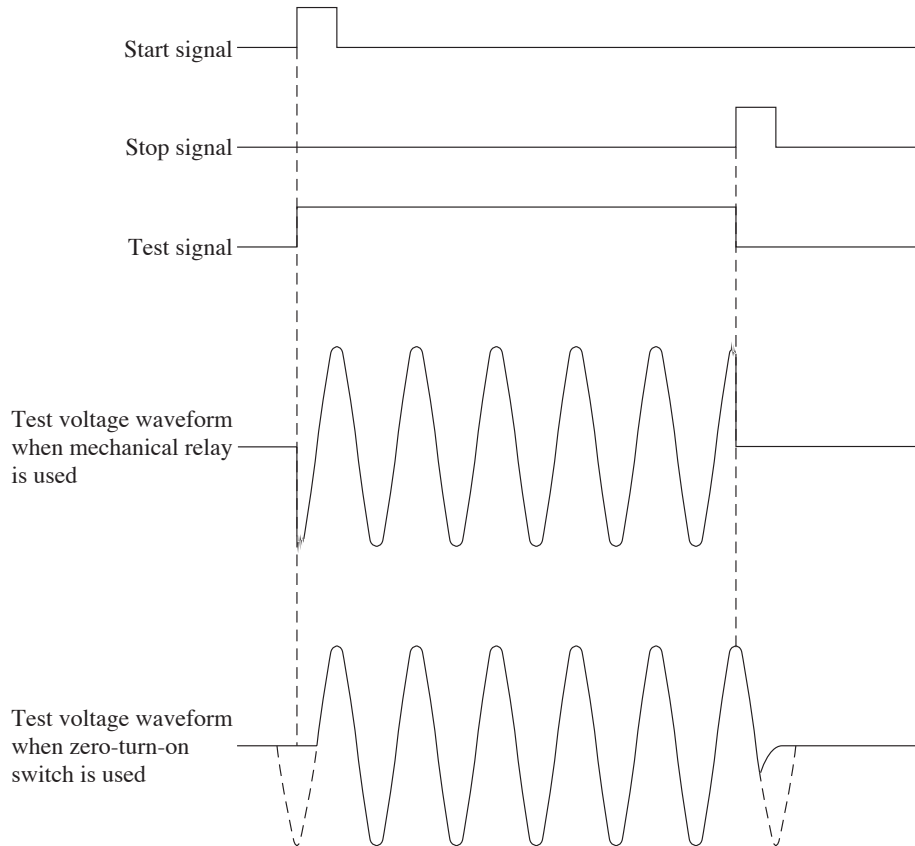 Start signal
Stop signal
Test signal
Test voltage waveform
when mechanical relay
is used
Test voltage waveform
when zero-turn-on
switch is used